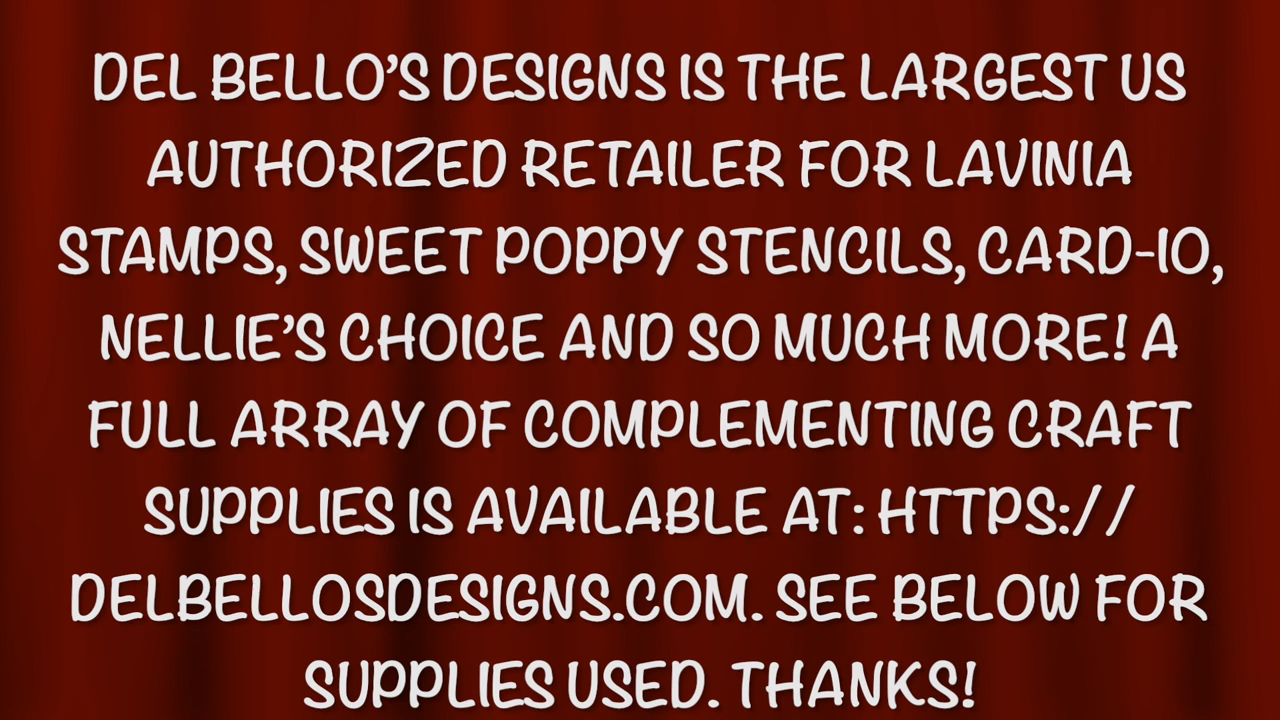 DEL BELLO’S DESIGNS IS THE LARGEST US
AUTHORIZED RETAILER FOR LAVINIA
STAMPS, SWEET POPPY STENCILS, CARD-IO,
NELLIE’S CHOICE AND SO MUCH MORE! A
FULL ARRAY OF COMPLEMENTING CRAFT
SUPPLIES IS AVAILABLE AT: HTTPS://
DELBELLOSDESIGNS.COM. SEE BELOW FOR
SUPPLIES USED. THANKS!